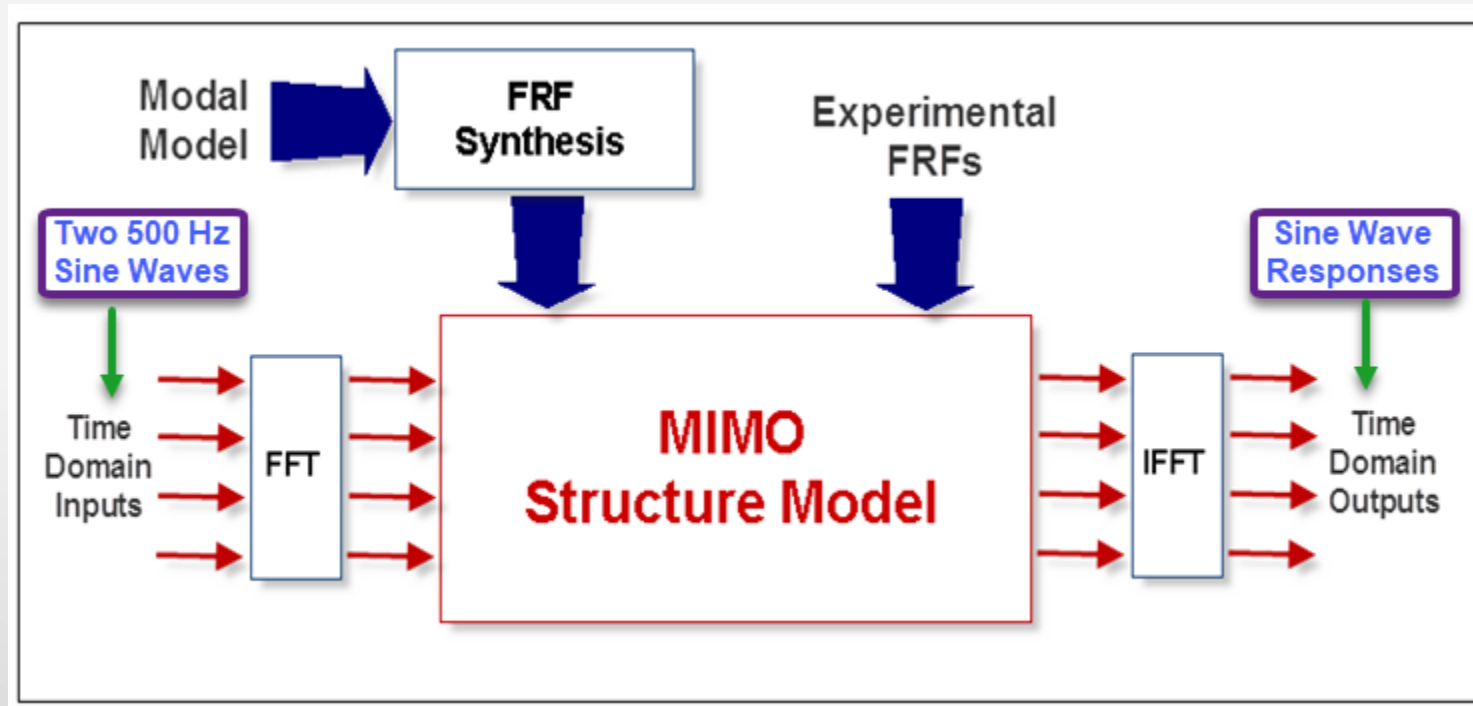 Modal
Model
FRF
Synthesis
Experimental
FRFs
Two 500 Hz
Sine Waves
Sine Wave
Responses
Time
Domain
Inputs
FFT
MIMO
Structure Model
IFFT
Time
Domain
Outputs